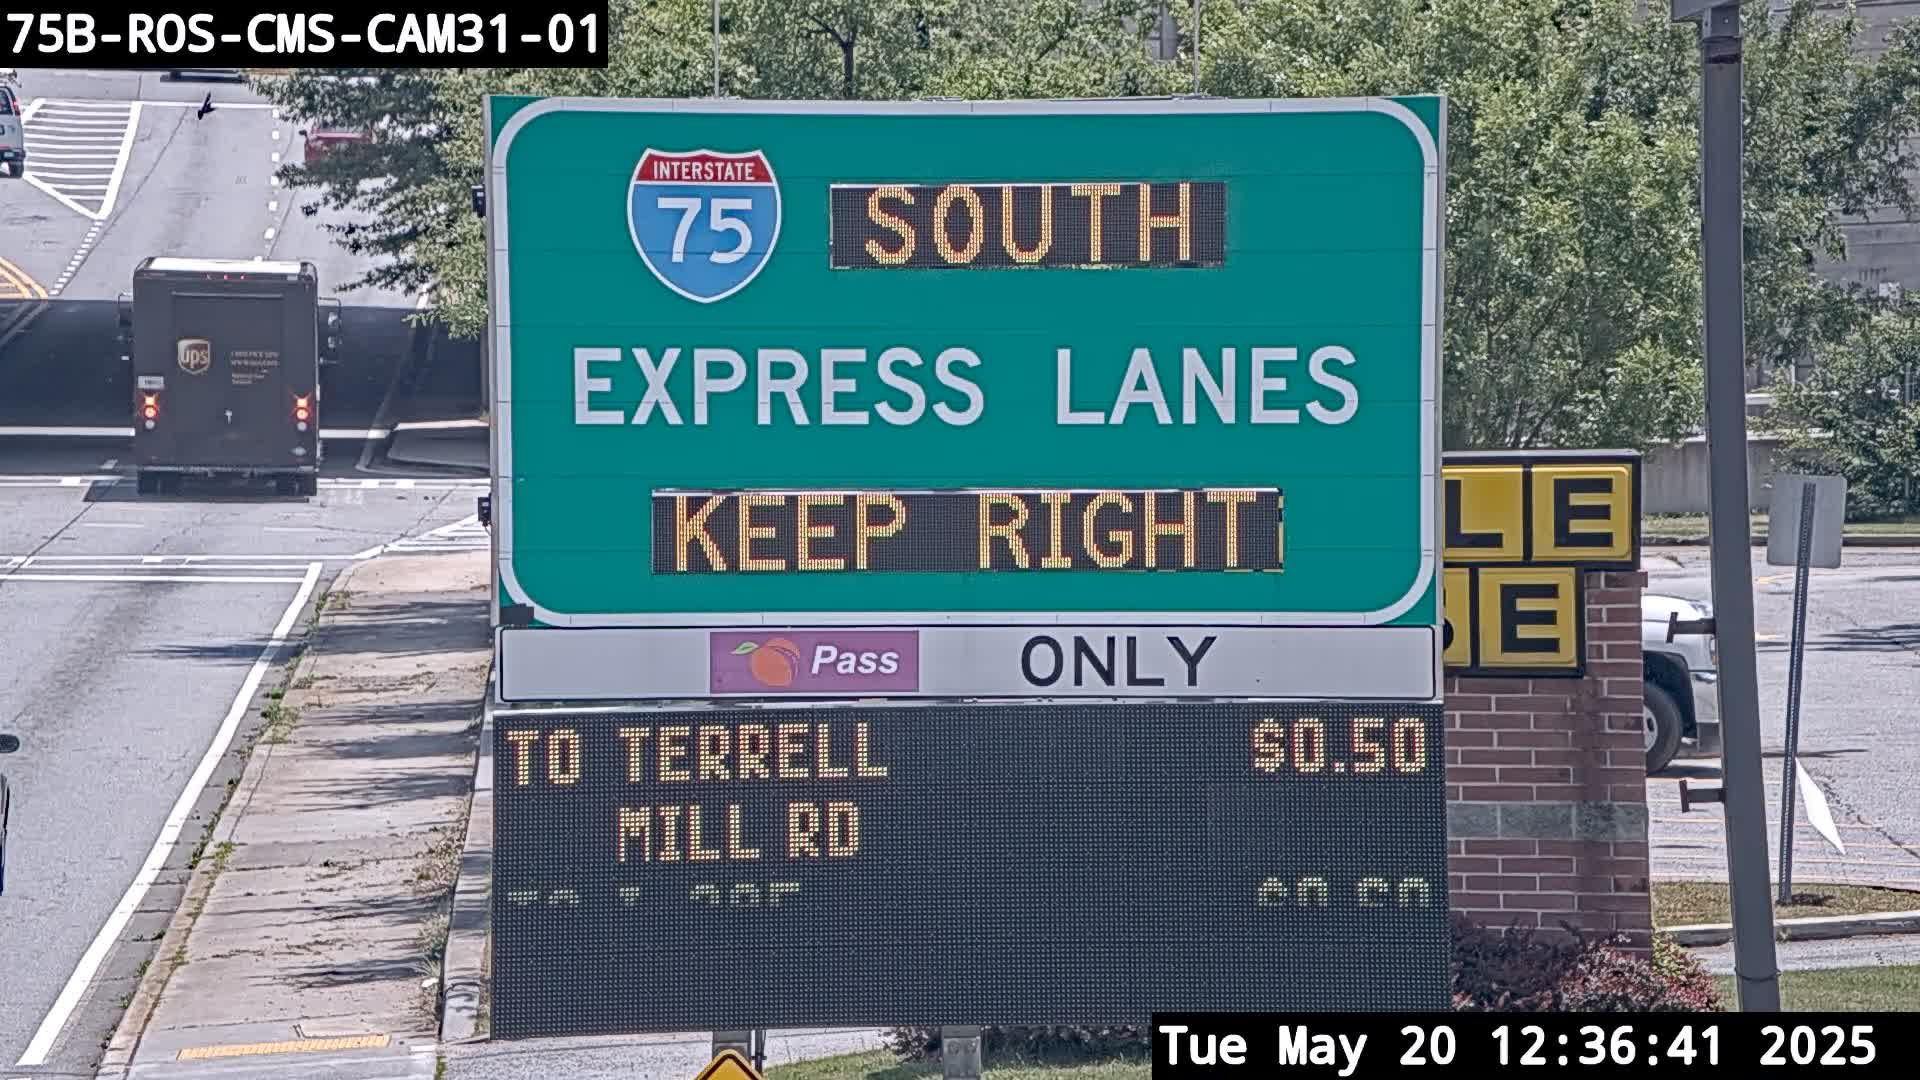 75B-ROS-CMS-CAM31-01
INTERSTATE
75
SOUTH
EXPRESS LANES
KEEP RIGHT
Pass ONLY
TO TERRELL $0.50
MILL RD
ups
LE
E
Tue May 20 12:36:41 2025